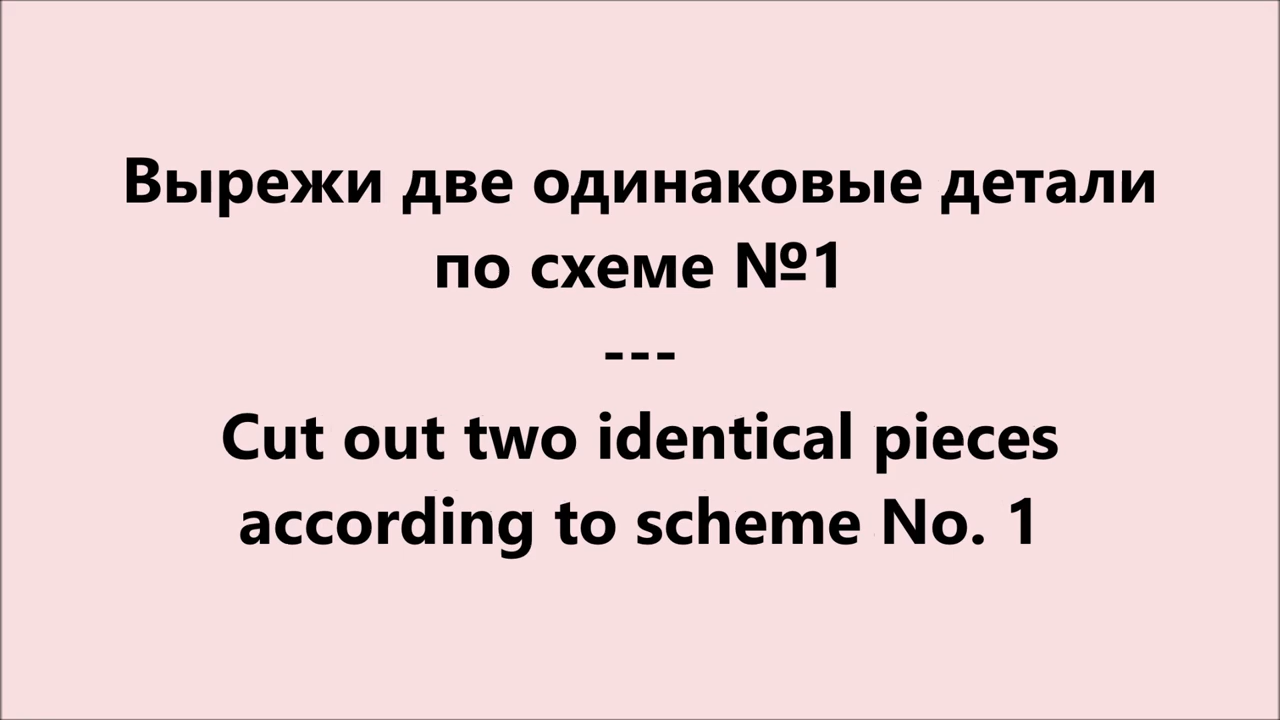 Вырежи две одинаковые детали
по схеме №1
---
Cut out two identical pieces
according to scheme No. 1